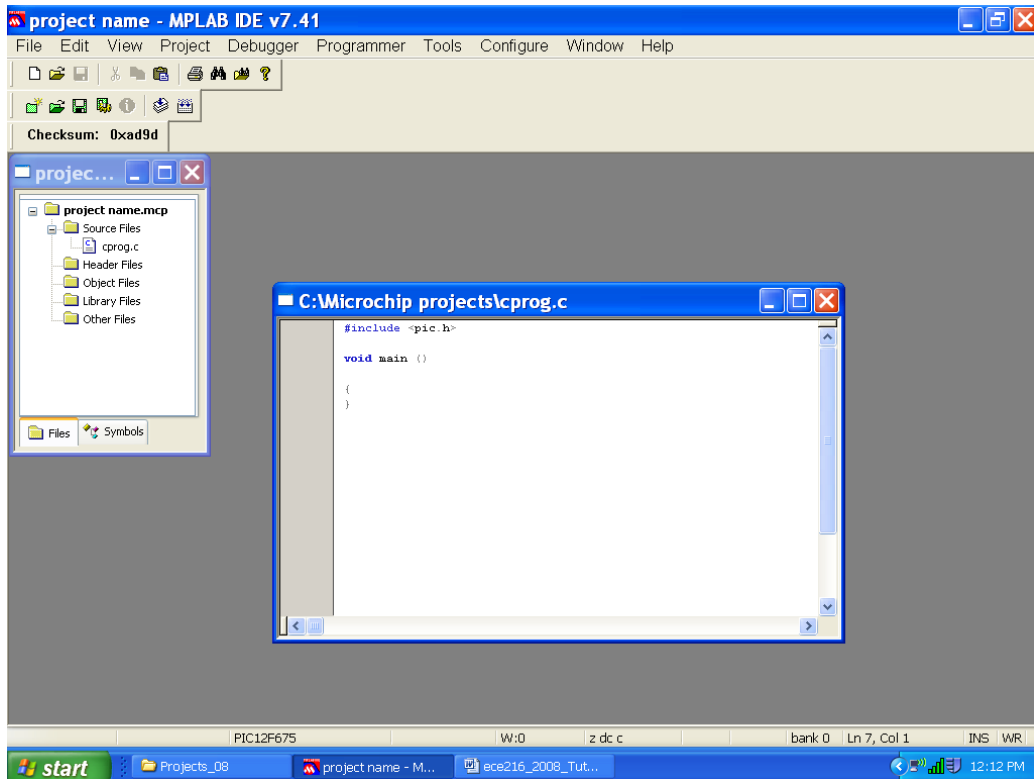 project name - MPLAB IDE v7.41
File Edit View Project Debugger Programmer Tools Configure Window Help
Checksum: 0xad9d
projec...
project name.mcp
Source Files
cprog.c
Header Files
Object Files
Library Files
Other Files
Files Symbols
C:\Microchip projects\cprog.c
#include <pic.h>
void main ()
{
}
PIC12F675 W:0 z dc c bank 0 Ln 7, Col 1 INS WR
start Projects_08 project name - M... ece216_2008_Tut... 12:12 PM